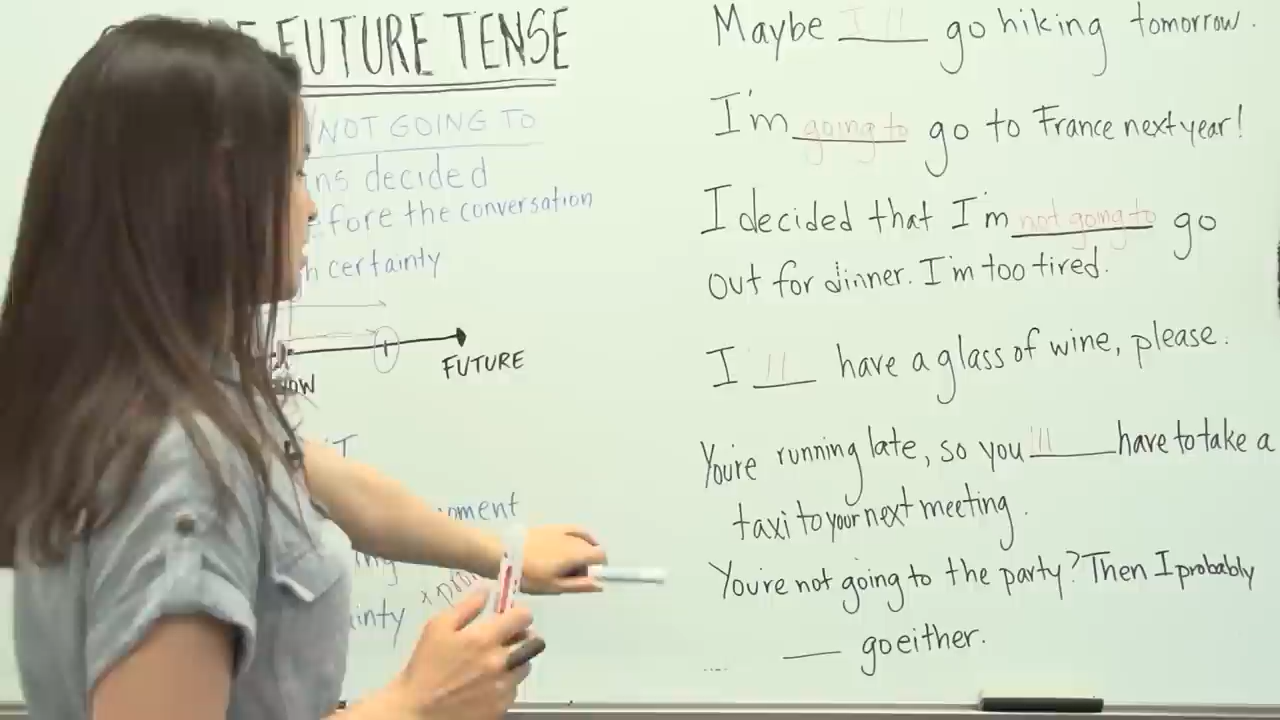 FUTURE TENSE
NOT GOING TO
decided
before the conversation
certainty
FUTURE
NOW
Maybe I'll go hiking tomorrow.
I'm going to go to France next year!
I decided that I'm not going to go
out for dinner. I'm too tired.
I 'll have a glass of wine, please.
You're running late, so you 'll have to take a
taxi to your next meeting.
You're not going to the party? Then I probably
___ go either.